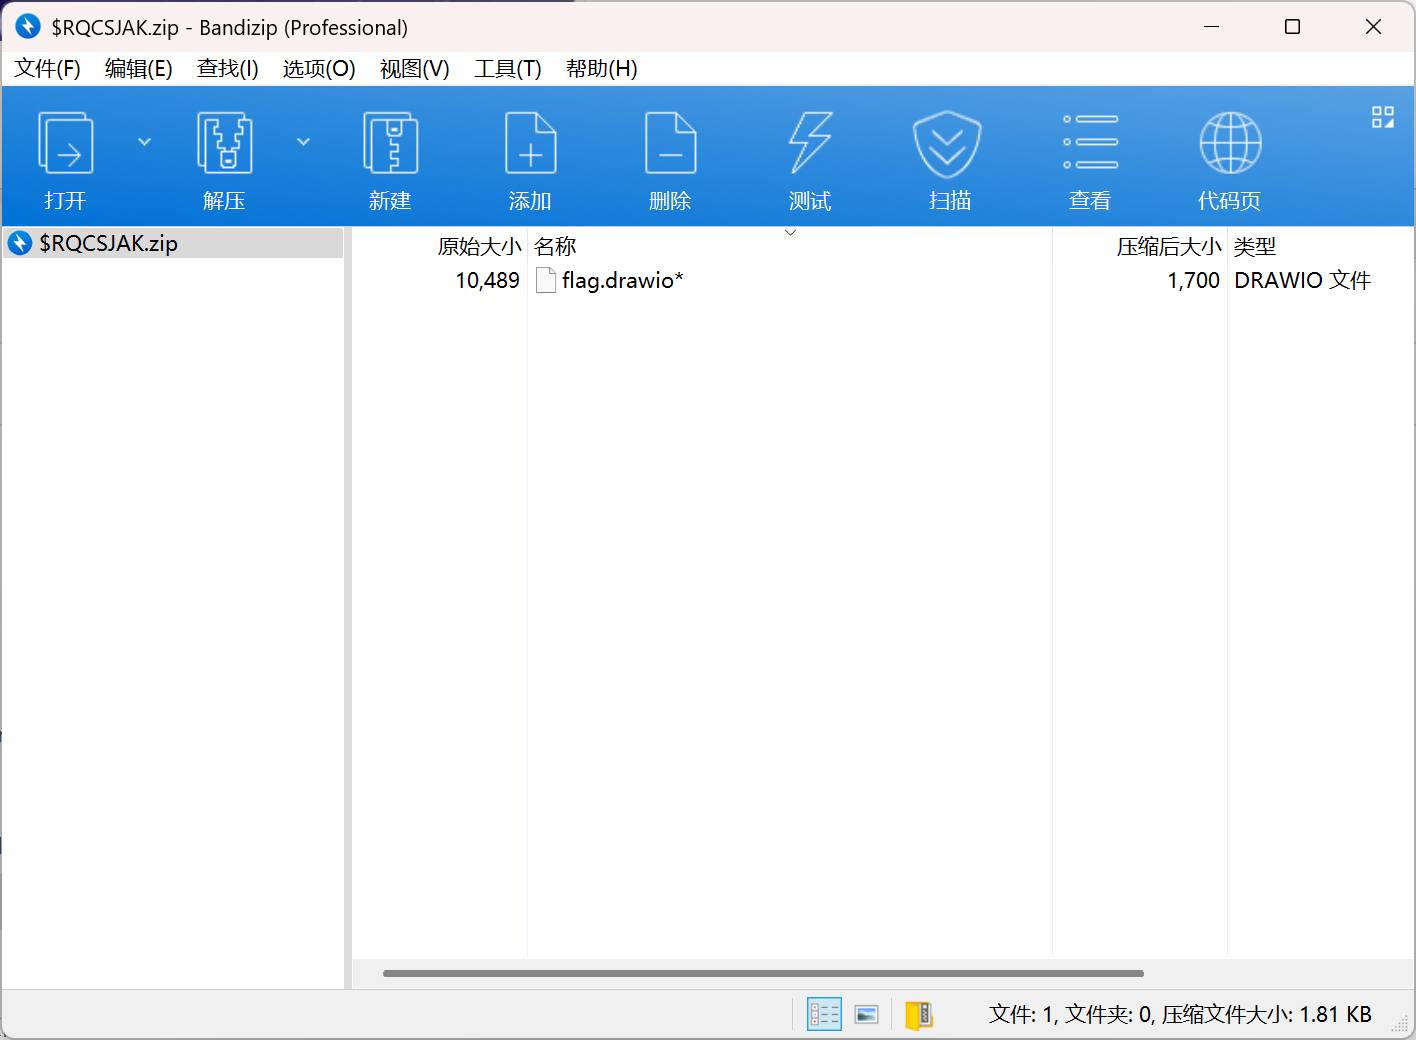 $RQCSJAK.zip - Bandizip (Professional)
文件(F) 编辑(E) 查找(I) 选项(O) 视图(V) 工具(T) 帮助(H)
打开 解压 新建 添加 删除 测试 扫描 查看 代码页
$RQCSJAK.zip
原始大小 名称 压缩后大小 类型
10,489 flag.drawio* 1,700 DRAWIO 文件
文件: 1, 文件夹: 0, 压缩文件大小: 1.81 KB